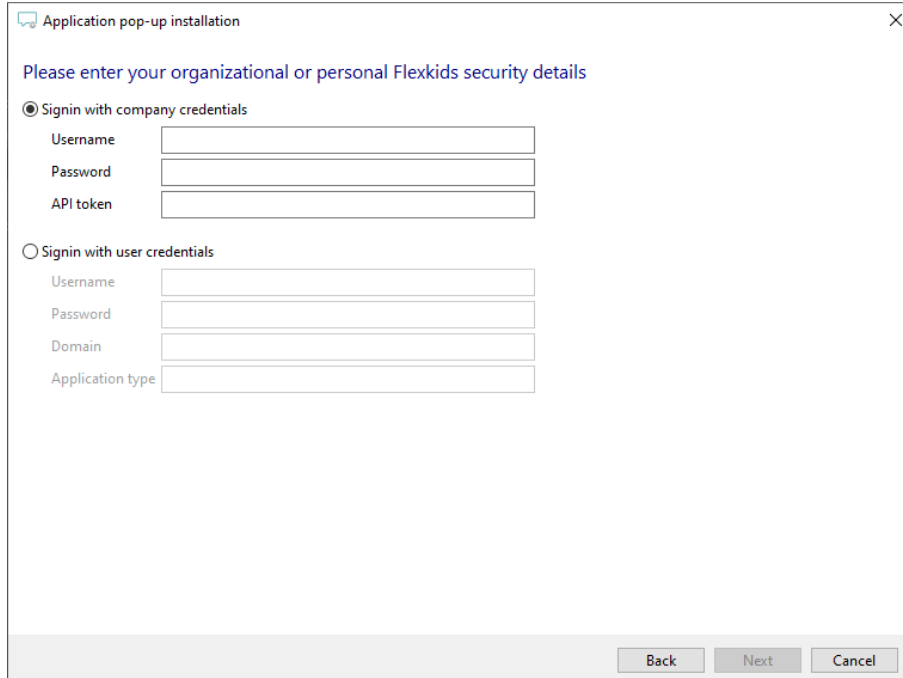 Application pop-up installation
Please enter your organizational or personal Flexkids security details
Signin with company credentials
Username
Password
API token
Signin with user credentials
Username
Password
Domain
Application type
Back Next Cancel